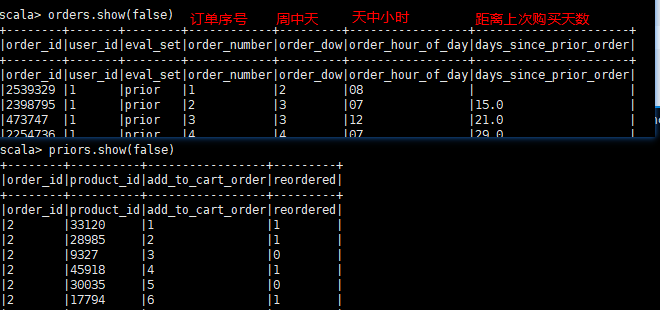 scala> orders.show(false) 订单序号 周中天 天中小时 距离上次购买天数
+--------+-------+--------+------------+---------+-----------------+----------------------+
|order_id|user_id|eval_set|order_number|order_dow|order_hour_of_day|days_since_prior_order|
+--------+-------+--------+------------+---------+-----------------+----------------------+
|order_id|user_id|eval_set|order_number|order_dow|order_hour_of_day|days_since_prior_order|
|2539329 |1 |prior |1 |2 |08 | |
|2398795 |1 |prior |2 |3 |07 |15.0 |
|473747 |1 |prior |3 |3 |12 |21.0 |
|2254736 |1 |prior |4 |4 |07 |29.0 |
scala> priors.show(false)
+--------+----------+-----------------+---------+
|order_id|product_id|add_to_cart_order|reordered|
+--------+----------+-----------------+---------+
|order_id|product_id|add_to_cart_order|reordered|
|2 |33120 |1 |1 |
|2 |28985 |2 |1 |
|2 |9327 |3 |0 |
|2 |45918 |4 |1 |
|2 |30035 |5 |0 |
|2 |17794 |6 |1 |